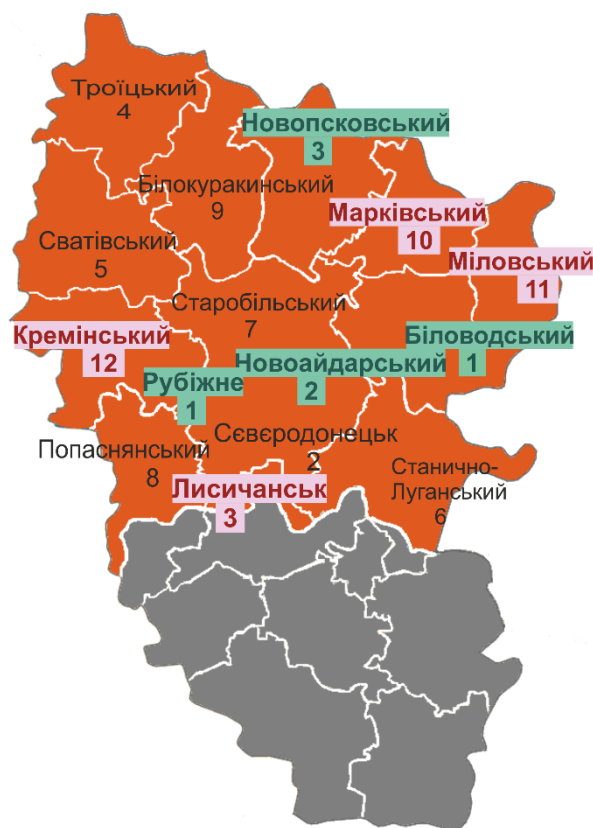 Троїцький
4
Новопсковський
3
Білокуракинський
9
Марківський
10
Сватівський
5
Міловський
11
Старобільський
7
Кремінський
12
Біловодський
1
Новоайдарський
2
Рубіжне
1
Сєвєродонецьк
2
Попаснянський
8
Станично-
Луганський
6
Лисичанськ
3